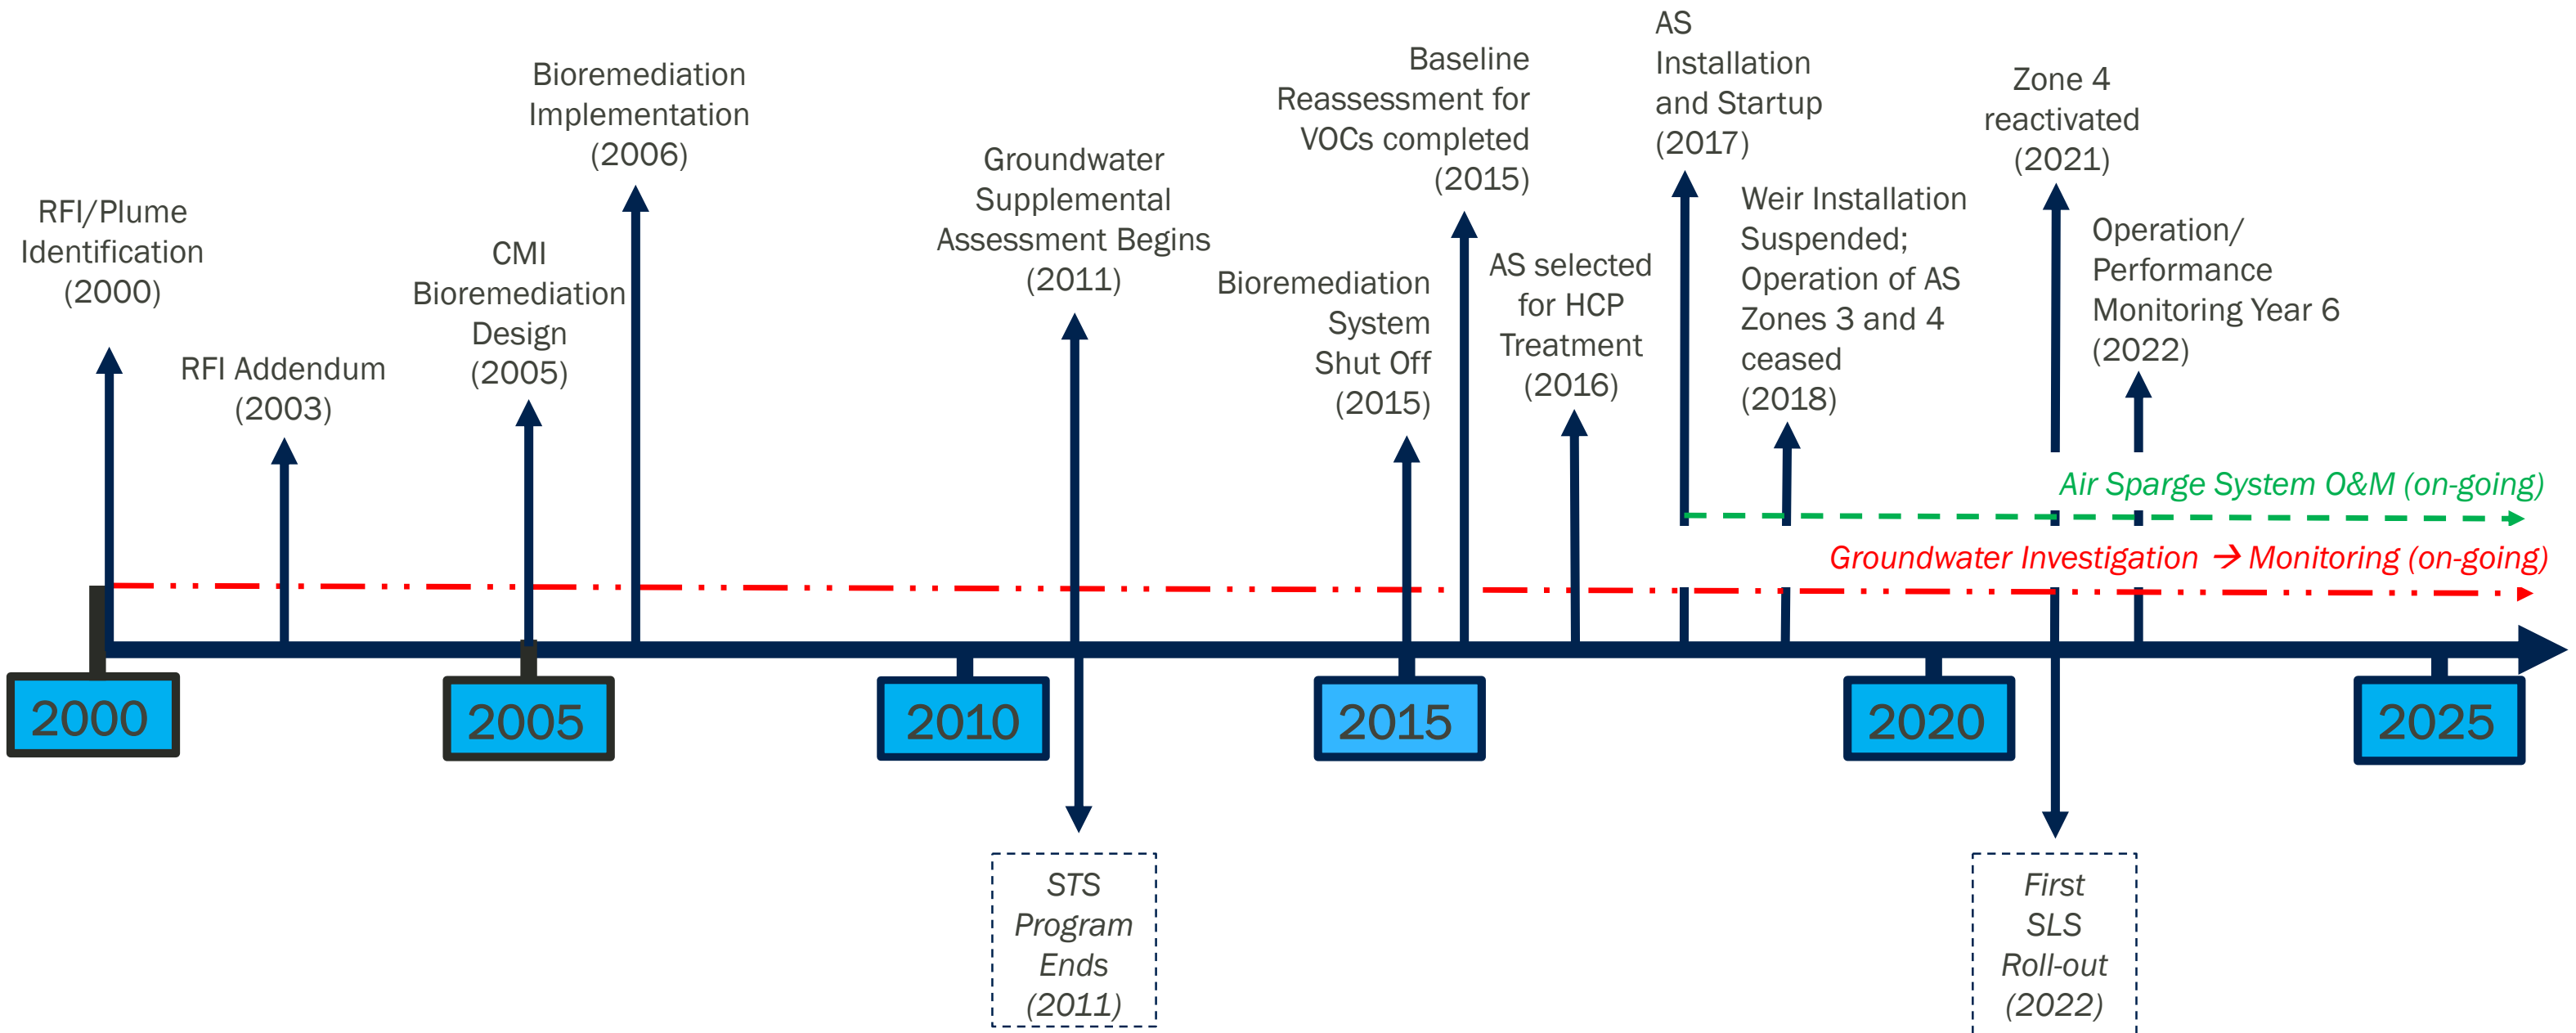 RFI/Plume
Identification
(2000)
RFI Addendum
(2003)
CMI
Bioremediation
Design
(2005)
Bioremediation
Implementation
(2006)
Groundwater
Supplemental
Assessment Begins
(2011)
Bioremediation
System
Shut Off
(2015)
Baseline
Reassessment for
VOCs completed
(2015)
AS selected
for HCP
Treatment
(2016)
AS
Installation
and Startup
(2017)
Weir Installation
Suspended;
Operation of AS
Zones 3 and 4
ceased
(2018)
Zone 4
reactivated
(2021)
Operation/
Performance
Monitoring Year 6
(2022)
Air Sparge System O&M (on-going)
Groundwater Investigation → Monitoring (on-going)
2000
2005
2010
2015
2020
2025
STS
Program
Ends
(2011)
First
SLS
Roll-out
(2022)